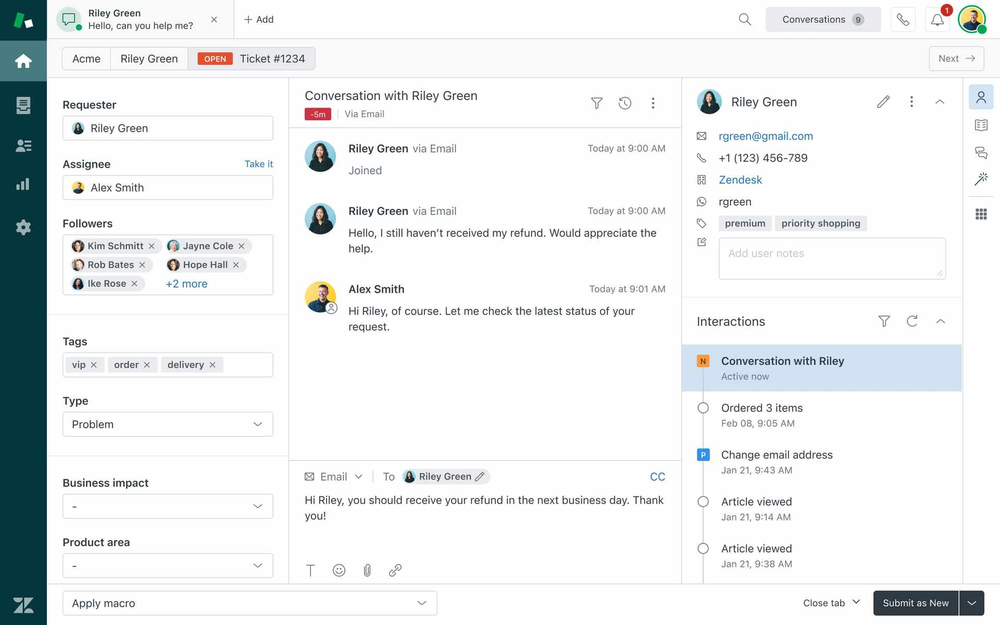 Riley Green
Hello, can you help me?
+ Add
Conversations 9
1
Acme
Riley Green
OPEN Ticket #1234
Next
Requester
Riley Green
Assignee
Take it
Alex Smith
Followers
Kim Schmitt
Jayne Cole
Rob Bates
Hope Hall
Ike Rose
+2 more
Tags
vip
order
delivery
Type
Problem
Business impact
-
Product area
-
Conversation with Riley Green
-5m
Via Email
Riley Green via Email
Today at 9:00 AM
Joined
Riley Green via Email
Today at 9:00 AM
Hello, I still haven’t received my refund. Would appreciate the
help.
Alex Smith
Today at 9:01 AM
Hi Riley, of course. Let me check the latest status of your
request.
Email
To
Riley Green
CC
Hi Riley, you should receive your refund in the next business day. Thank
you!
Riley Green
rgreen@gmail.com
+1 (123) 456-789
Zendesk
rgreen
premium
priority shopping
Add user notes
Interactions
N
Conversation with Riley
Active now
Ordered 3 items
Feb 08, 9:05 AM
P
Change email address
Jan 21, 9:43 AM
Article viewed
Jan 21, 9:14 AM
Article viewed
Jan 21, 9:38 AM
Apply macro
Close tab
Submit as New